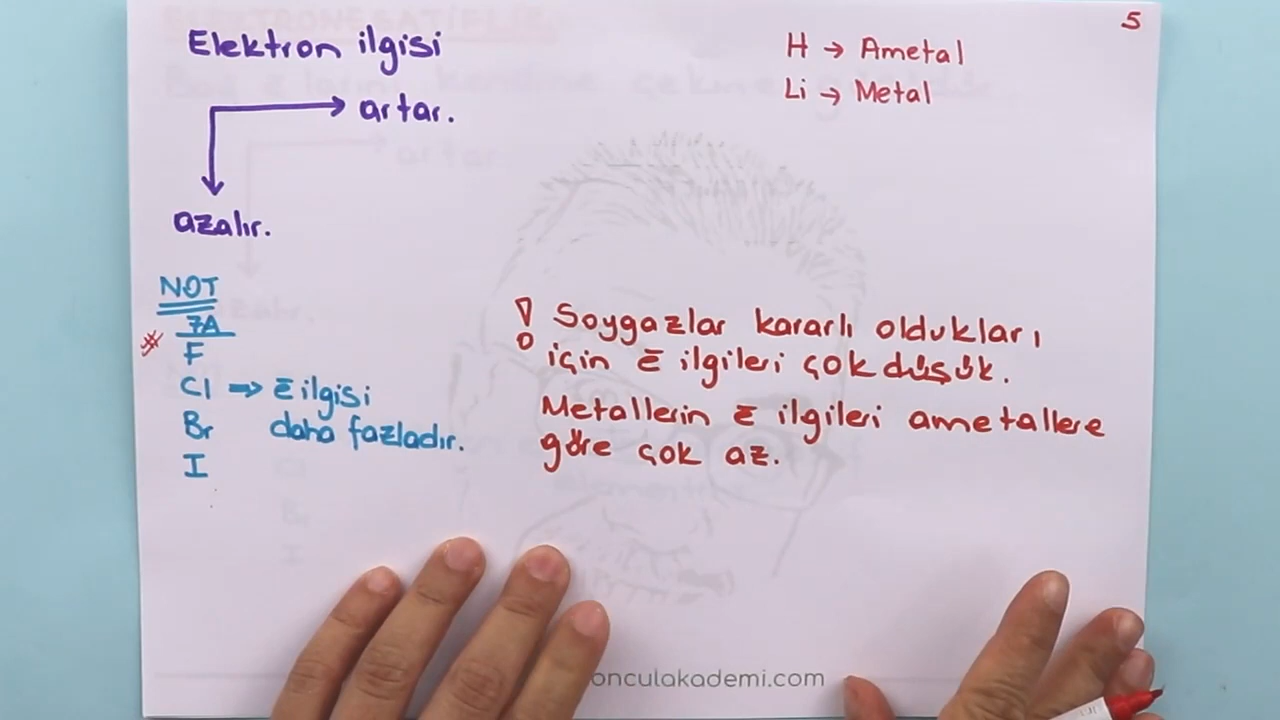 5
Elektron ilgisi
artar.
azalır.
H → Ametal
Li → Metal
NOT
7A
F
Cl ⇒ ē ilgisi
daha fazladır.
Br
I
! Soygazlar kararlı oldukları
için ē ilgileri çok düşük.
Metallerin ē ilgileri ametallere
göre çok az.
onculakademi.com